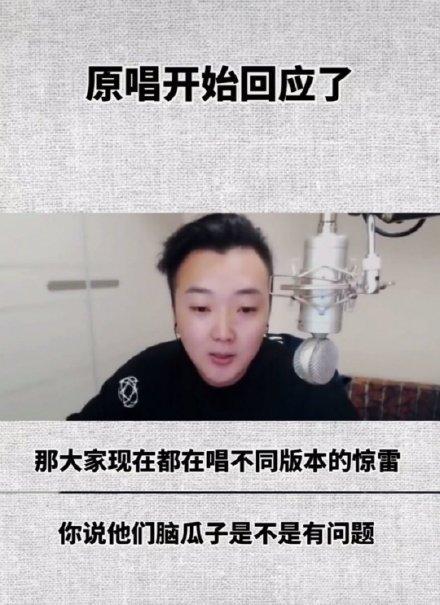 原唱开始回应了
那大家现在都在唱不同版本的惊雷
你说他们脑瓜子是不是有问题